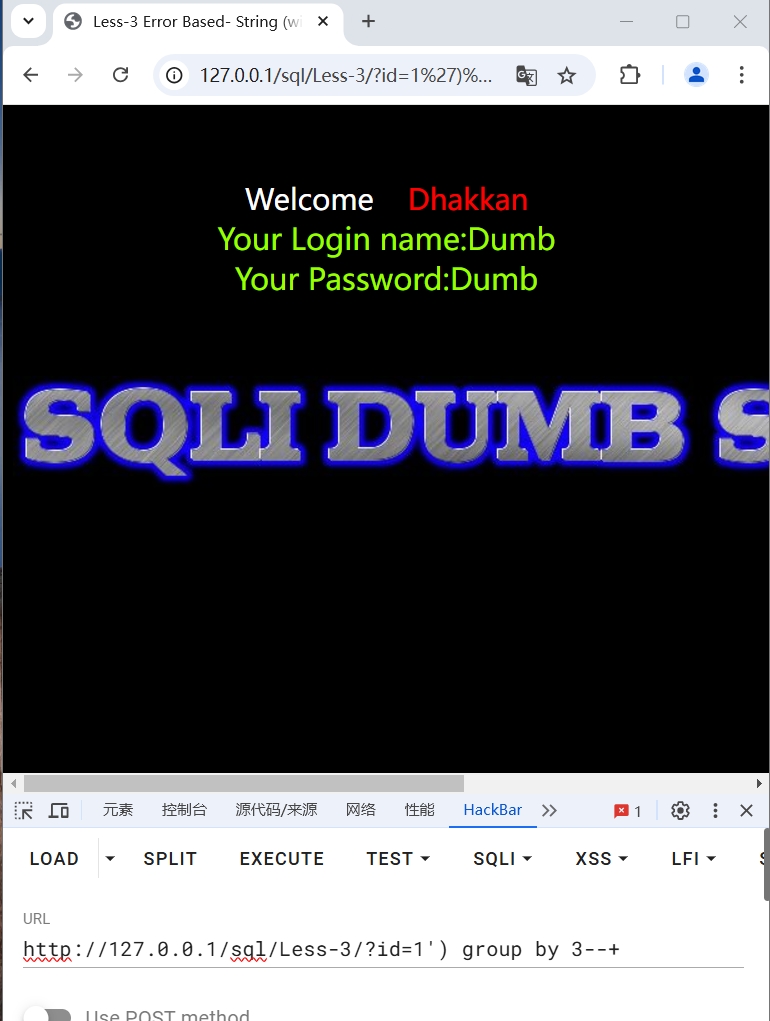 Less-3 Error Based- String (wi
127.0.0.1/sql/Less-3/?id=1%27)%...
Welcome Dhakkan
Your Login name:Dumb
Your Password:Dumb
SQLI DUMB S
元素 控制台 源代码/来源 网络 性能 HackBar 1
LOAD SPLIT EXECUTE TEST SQLI XSS LFI S
URL
http://127.0.0.1/sql/Less-3/?id=1') group by 3--+
Use POST method